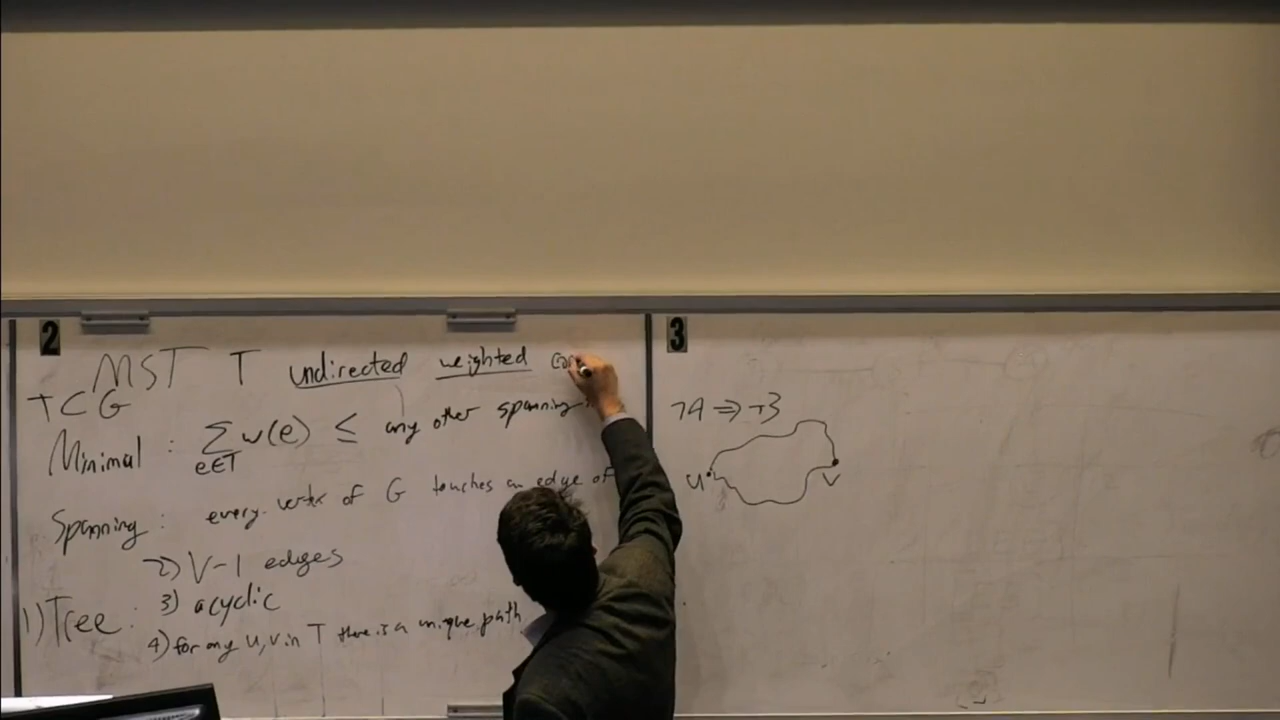 2
MST T undirected weighted con
T ⊂ G
Minimal : ∑ w(e) ≤ any other spanning
e∈T
Spanning : every vertex of G touches an edge of
2) V-1 edges
3) acyclic
1) Tree:
4) for any u, v in T there is a unique path
3
¬4 ⇒ ¬3
u
v